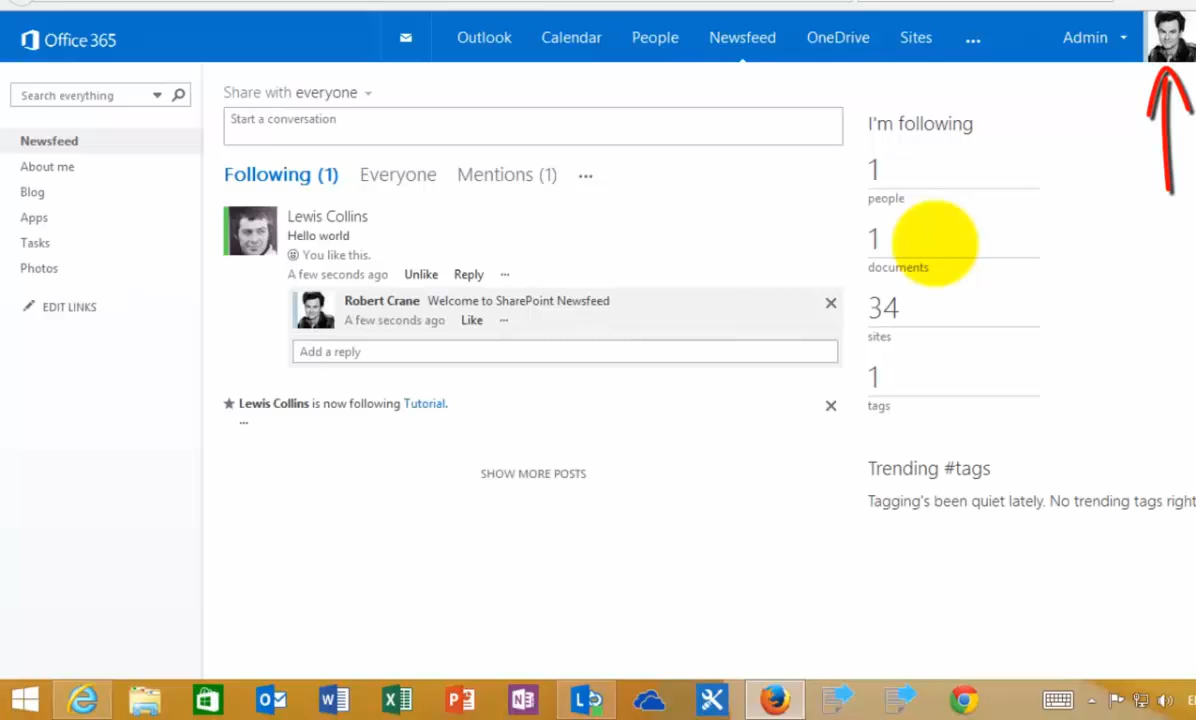 Office 365
Outlook Calendar People Newsfeed OneDrive Sites ... Admin
Search everything
Newsfeed
About me
Blog
Apps
Tasks
Photos
EDIT LINKS
Share with everyone
Start a conversation
Following (1) Everyone Mentions (1) ...
Lewis Collins
Hello world
You like this.
A few seconds ago Unlike Reply ...
Robert Crane Welcome to SharePoint Newsfeed
A few seconds ago Like ...
Add a reply
Lewis Collins is now following Tutorial.
...
SHOW MORE POSTS
I'm following
1
people
1
documents
34
sites
1
tags
Trending #tags
Tagging's been quiet lately. No trending tags right